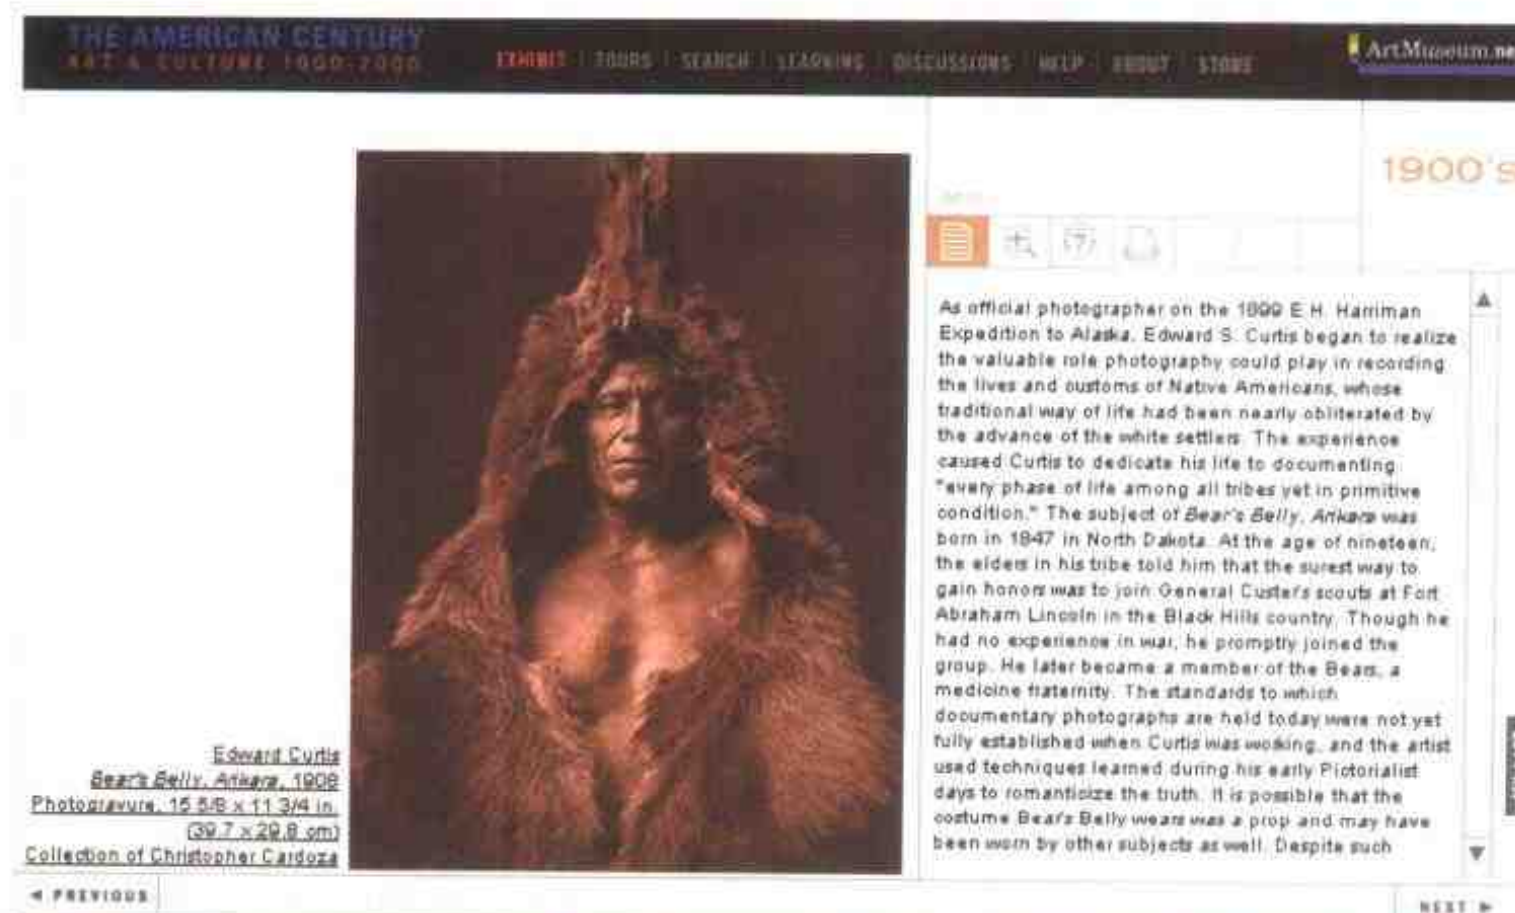 THE AMERICAN CENTURY
ART & CULTURE 1900-2000
EXHIBIT TOURS SEARCH LEARNING DISCUSSIONS HELP ABOUT STORE
ArtMuseum.ne
1900's
As official photographer on the 1899 E.H. Harriman
Expedition to Alaska, Edward S. Curtis began to realize
the valuable role photography could play in recording
the lives and customs of Native Americans, whose
traditional way of life had been nearly obliterated by
the advance of the white settlers. The experience
caused Curtis to dedicate his life to documenting
"every phase of life among all tribes yet in primitive
condition." The subject of Bear's Belly, Arikara was
born in 1847 in North Dakota. At the age of nineteen,
the elders in his tribe told him that the surest way to
gain honors was to join General Custer's scouts at Fort
Abraham Lincoln in the Black Hills country. Though he
had no experience in war, he promptly joined the
group. He later became a member of the Bears, a
medicine fraternity. The standards to which
documentary photographs are held today were not yet
fully established when Curtis was working, and the artist
used techniques learned during his early Pictorialist
days to romanticize the truth. It is possible that the
costume Bear's Belly wears was a prop and may have
been worn by other subjects as well. Despite such
Edward Curtis
Bear's Belly, Arikara, 1908
Photogravure, 15 5/8 x 11 3/4 in.
(39.7 x 29.8 cm)
Collection of Christopher Cardoza
PREVIOUS
NEXT